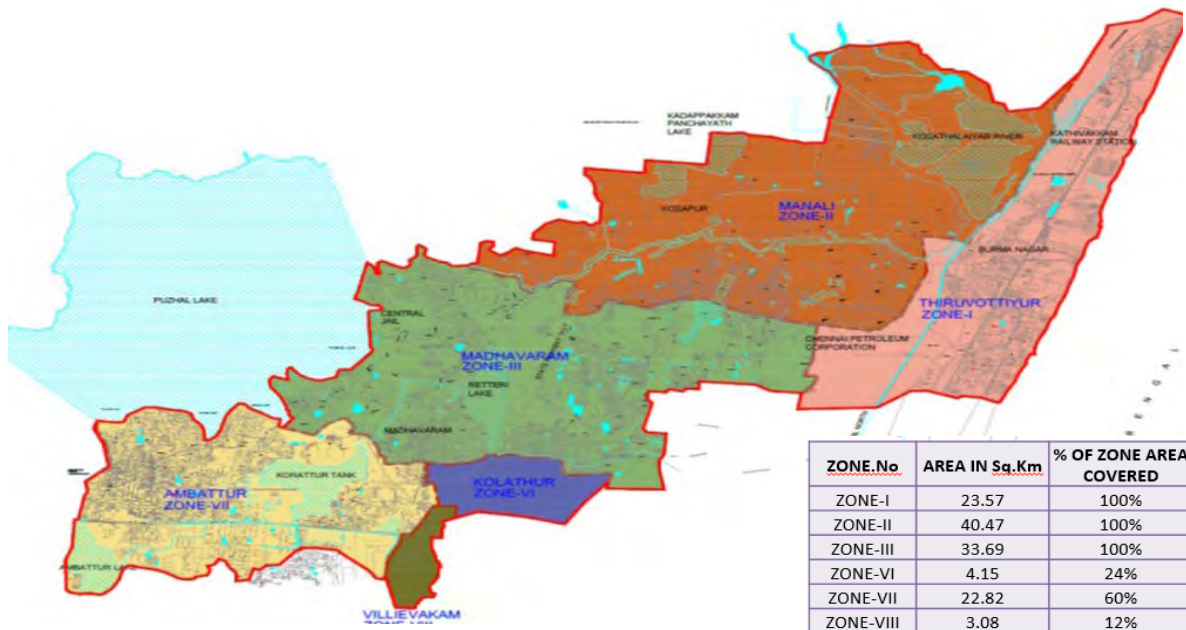 KADAPPAKKAM
PANCHAYATH
LAKE
KOSATHALAIYAR RIVER
KATHIVAKKAM
RAILWAY STATION
KOSAPUR
MANALI
ZONE-II
BURMA NAGAR
PUZHAL LAKE
THIRUVOTTIYUR
ZONE-I
CENTRAL
JAIL
CHENNAI PETROLEUM
CORPORATION
MADHAVARAM
ZONE-III
RETTERI
LAKE
MADHAVARAM
BENGAL
KORATTUR TANK
KOLATHUR
ZONE-VI
AMBATTUR
ZONE-VII
AMBATTUR LAKE
VILLIEVAKAM
ZONE-VIII
ZONE.No AREA IN Sq.Km % OF ZONE AREA
COVERED
ZONE-I 23.57 100%
ZONE-II 40.47 100%
ZONE-III 33.69 100%
ZONE-VI 4.15 24%
ZONE-VII 22.82 60%
ZONE-VIII 3.08 12%